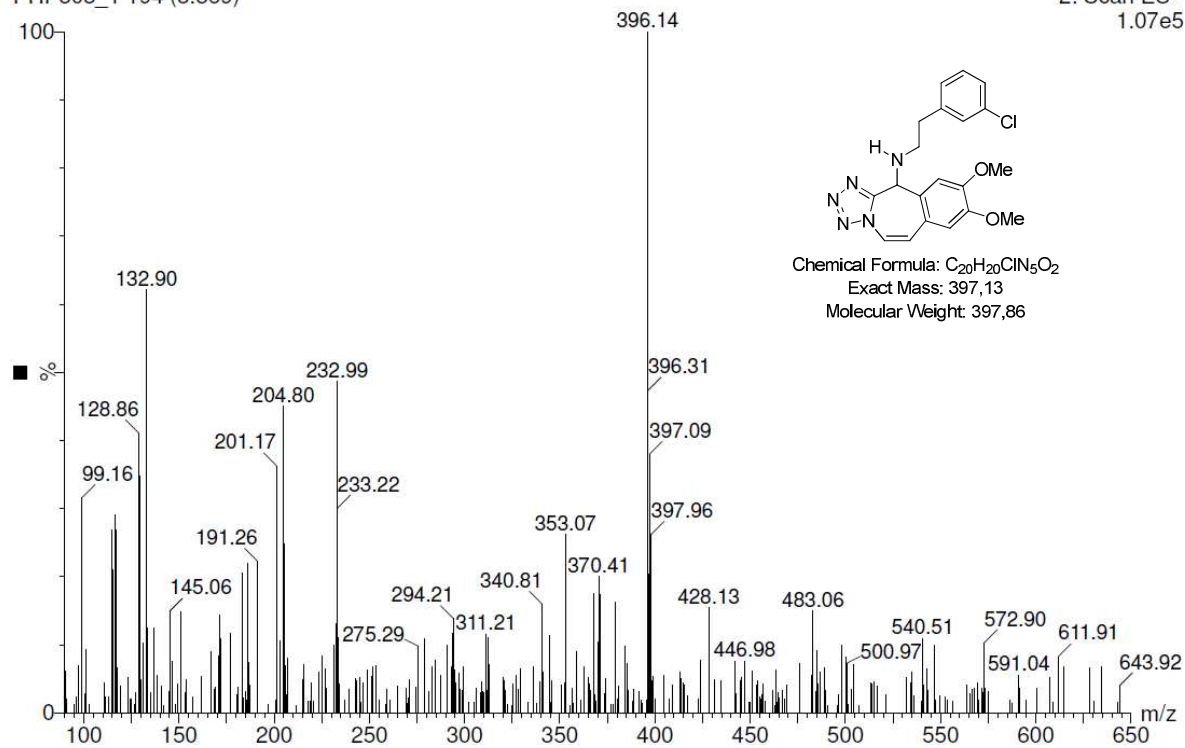 1.07e5
100
%
0
396.14
132.90
232.99
396.31
204.80
128.86
397.09
201.17
99.16
233.22
397.96
353.07
191.26
370.41
145.06
340.81
294.21
428.13
483.06
311.21
275.29
540.51
572.90
446.98
500.97
611.91
591.04
643.92
H
N
Cl
N
N
N
N
OMe
OMe
Chemical Formula: C₂₀H₂₀ClN₅O₂
Exact Mass: 397,13
Molecular Weight: 397,86
100 150 200 250 300 350 400 450 500 550 600 650
m/z